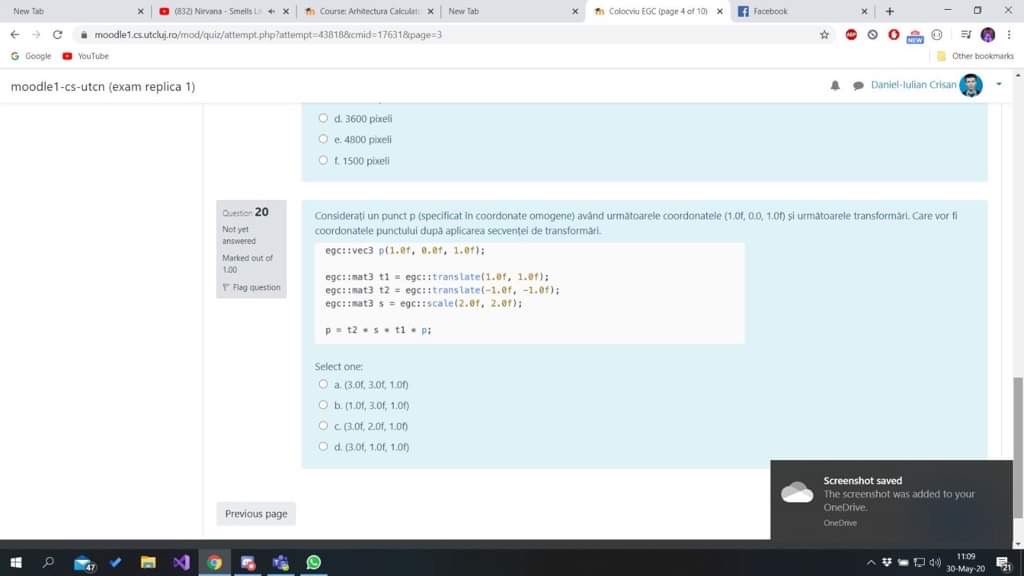 New Tab
(832) Nirvana - Smells Li
Course: Arhitectura Calculat
New Tab
Colocviu EGC (page 4 of 10)
Facebook
moodle1.cs.utcluj.ro/mod/quiz/attempt.php?attempt=43818&cmid=17631&page=3
Google
YouTube
Other bookmarks
moodle1-cs-utcn (exam replica 1)
Daniel-Iulian Crisan
d. 3600 pixeli
e. 4800 pixeli
f. 1500 pixeli
Question 20
Not yet
answered
Marked out of
1.00
Flag question
Considerați un punct p (specificat în coordonate omogene) având următoarele coordonatele (1.0f, 0.0, 1.0f) și următoarele transformări. Care vor fi
coordonatele punctului după aplicarea secvenței de transformări.
egc::vec3 p(1.0f, 0.0f, 1.0f);
egc::mat3 t1 = egc::translate(1.0f, 1.0f);
egc::mat3 t2 = egc::translate(-1.0f, -1.0f);
egc::mat3 s = egc::scale(2.0f, 2.0f);
p = t2 * s * t1 * p;
Select one:
a. (3.0f, 3.0f, 1.0f)
b. (1.0f, 3.0f, 1.0f)
c. (3.0f, 2.0f, 1.0f)
d. (3.0f, 1.0f, 1.0f)
Previous page
Screenshot saved
The screenshot was added to your
OneDrive.
OneDrive
47
11:09
30-May-20
21